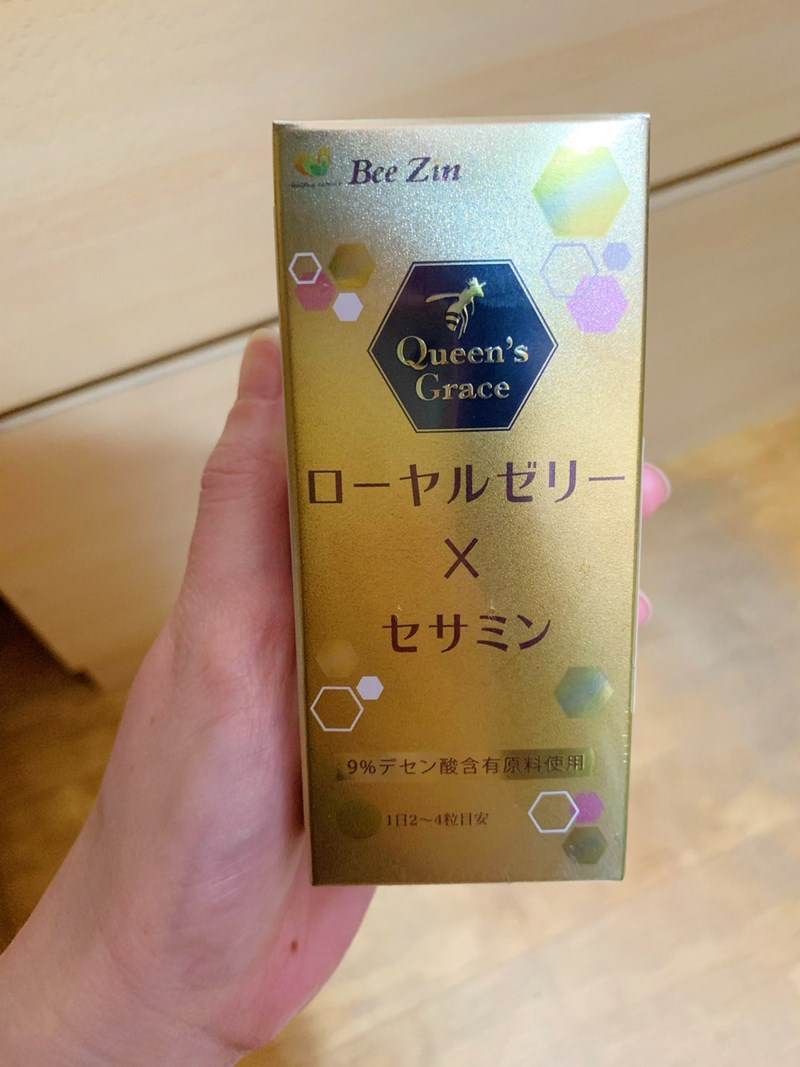 Bee Zin
Queen's
Grace
ローヤルゼリー
×
セサミン
9%デセン酸含有原料使用
1日2～4粒目安